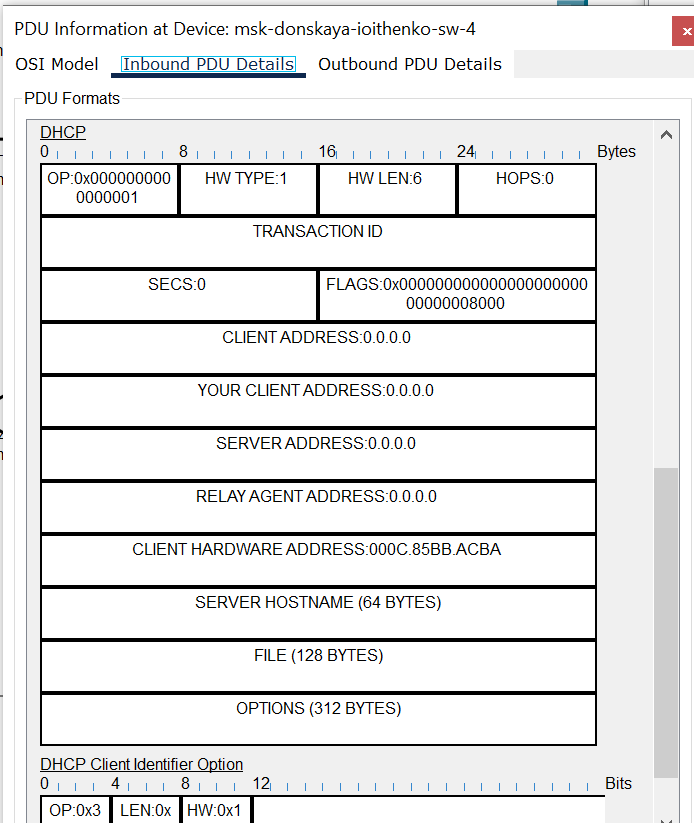 PDU Information at Device: msk-donskaya-ioithenko-sw-4
×
OSI Model Inbound PDU Details Outbound PDU Details
PDU Formats
DHCP
0 8 16 24 Bytes
OP:0x000000000
0000001
HW TYPE:1
HW LEN:6
HOPS:0
TRANSACTION ID
SECS:0
FLAGS:0x000000000000000000000
00000008000
CLIENT ADDRESS:0.0.0.0
YOUR CLIENT ADDRESS:0.0.0.0
SERVER ADDRESS:0.0.0.0
RELAY AGENT ADDRESS:0.0.0.0
CLIENT HARDWARE ADDRESS:000C.85BB.ACBA
SERVER HOSTNAME (64 BYTES)
FILE (128 BYTES)
OPTIONS (312 BYTES)
DHCP Client Identifier Option
0 4 8 12 Bits
OP:0x3 LEN:0x HW:0x1